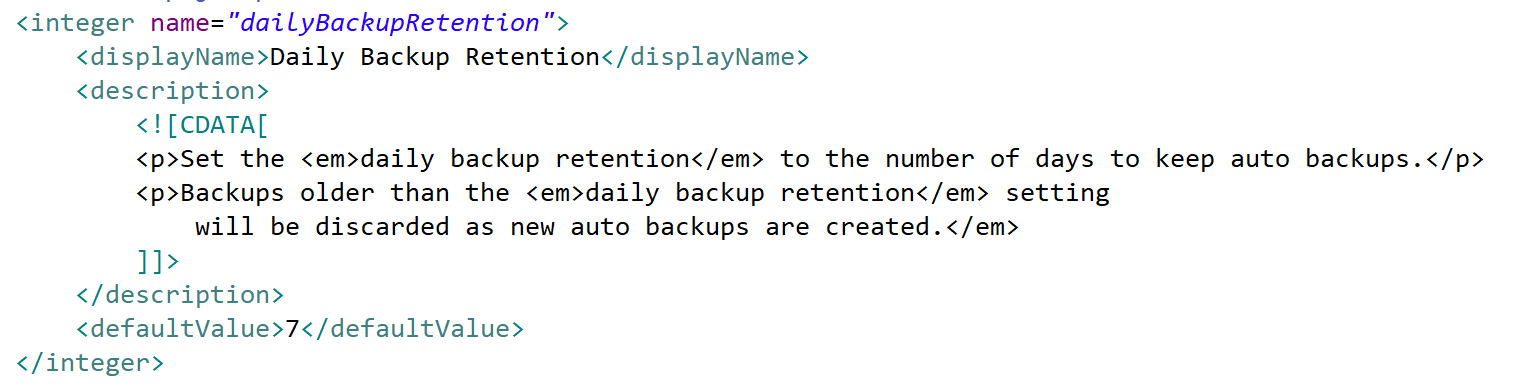 <integer name="dailyBackupRetention">
<displayName>Daily Backup Retention</displayName>
<description>
<![CDATA[
<p>Set the <em>daily backup retention</em> to the number of days to keep auto backups.</p>
<p>Backups older than the <em>daily backup retention</em> setting
will be discarded as new auto backups are created.</em>
]]>
</description>
<defaultValue>7</defaultValue>
</integer>